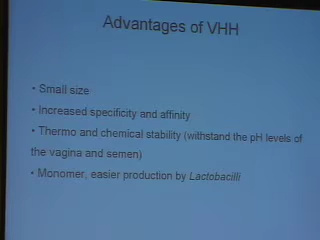 Advantages of VHH
• Small size
• Increased specificity and affinity
• Thermo and chemical stability (withstand the pH levels of
the vagina and semen)
• Monomer, easier production by Lactobacilli